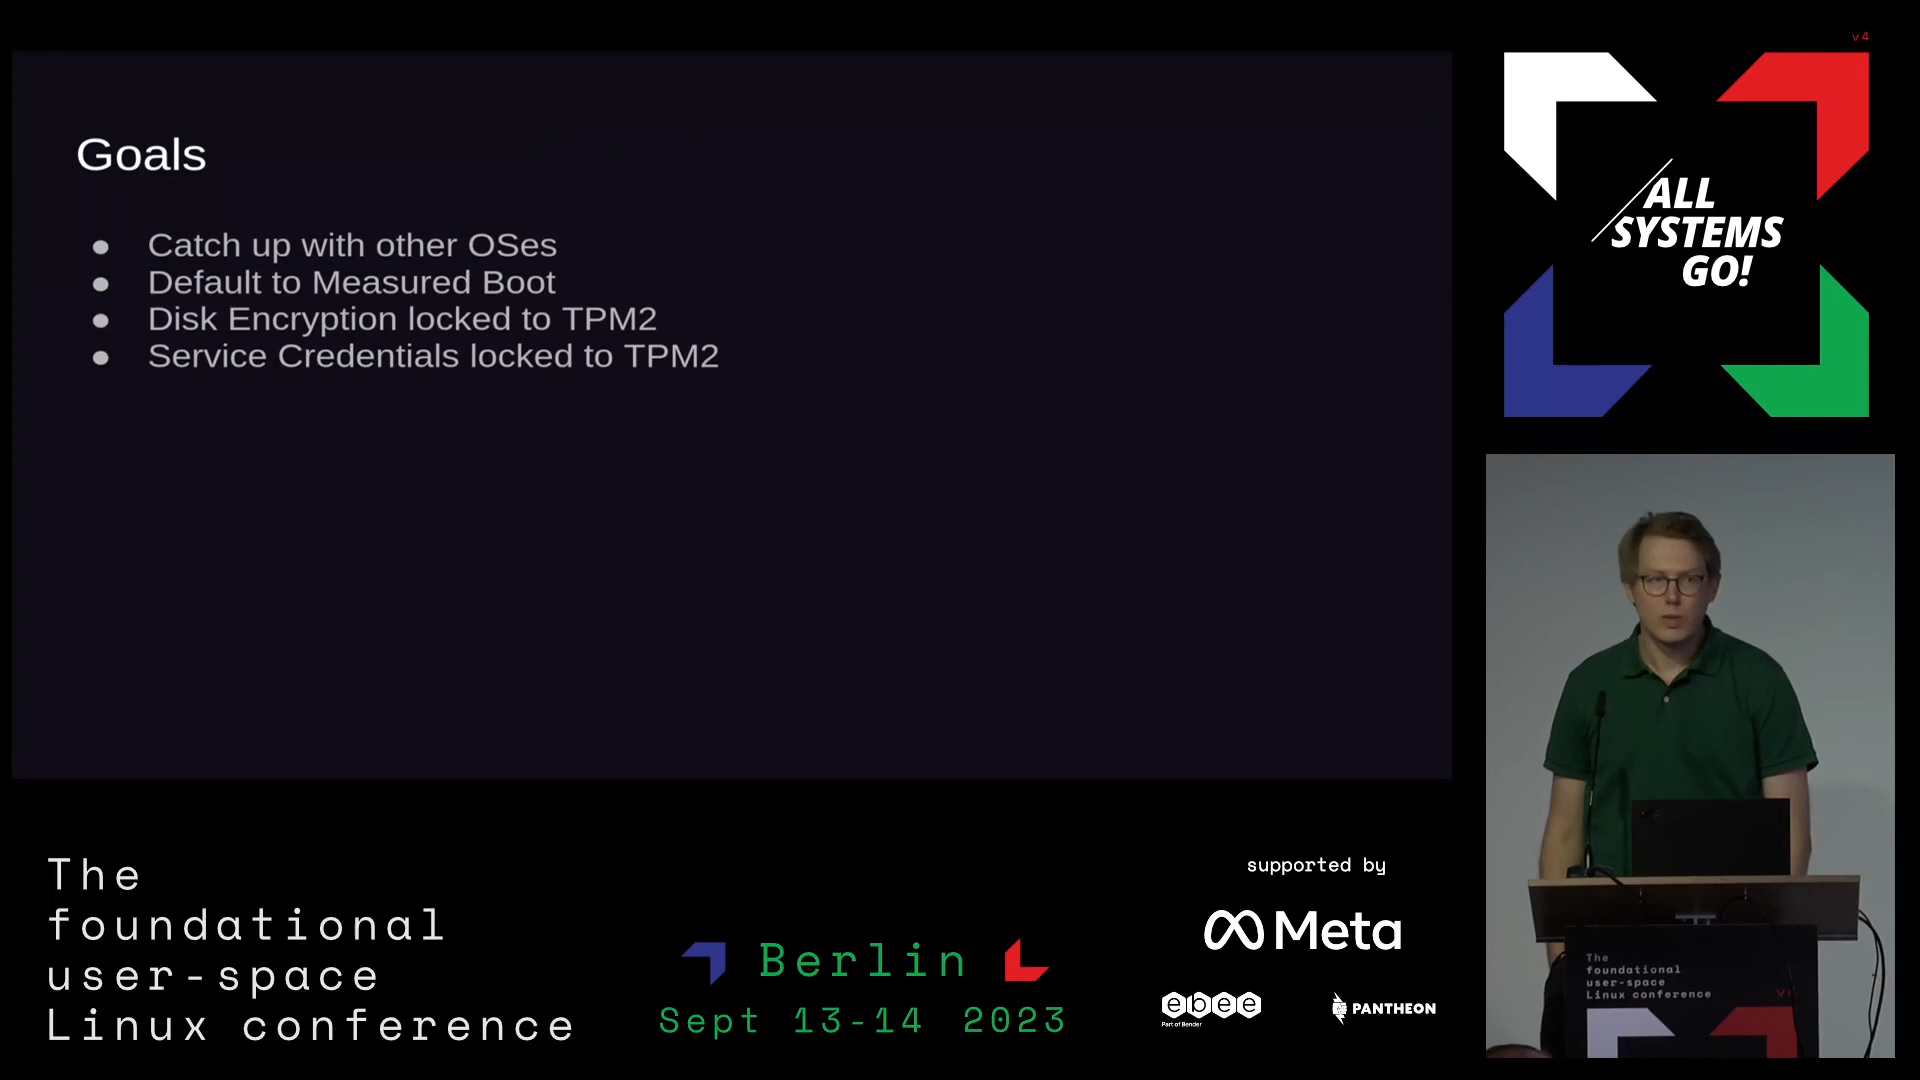 v4
Goals
● Catch up with other OSes
● Default to Measured Boot
● Disk Encryption locked to TPM2
● Service Credentials locked to TPM2
ALL
SYSTEMS
GO!
The
foundational
user-space
Linux conference
Berlin
Sept 13-14 2023
supported by
Meta
ebee
Part of Bender
PANTHEON
The
foundational
user-space
Linux conference
v4